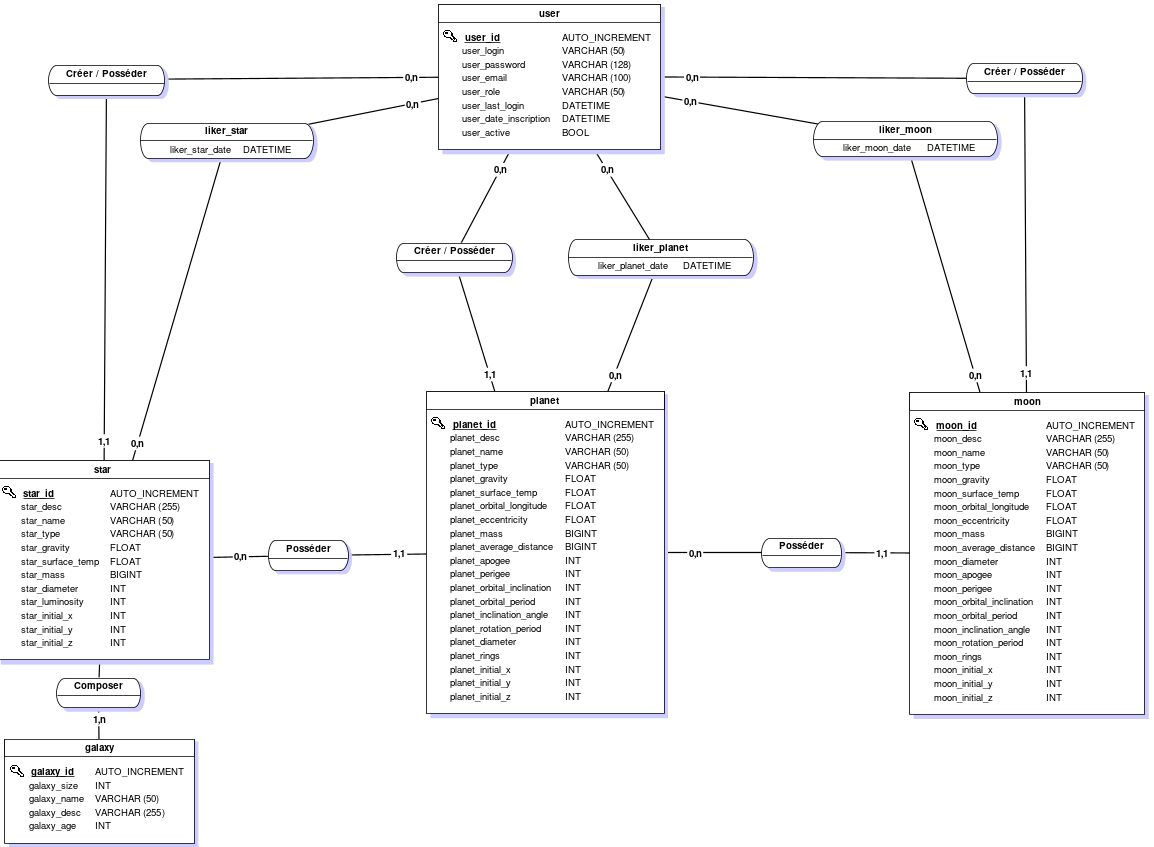 user
user_id AUTO_INCREMENT
user_login VARCHAR (50)
user_password VARCHAR (128)
user_email VARCHAR (100)
user_role VARCHAR (50)
user_last_login DATETIME
user_date_inscription DATETIME
user_active BOOL
Créer / Posséder
0,n
0,n
Créer / Posséder
liker_star
liker_star_date DATETIME
0,n
0,n
liker_moon
liker_moon_date DATETIME
0,n
0,n
Créer / Posséder
liker_planet
liker_planet_date DATETIME
1,1
0,n
0,n
1,1
1,1
0,n
planet
planet_id AUTO_INCREMENT
planet_desc VARCHAR (255)
planet_name VARCHAR (50)
planet_type VARCHAR (50)
planet_gravity FLOAT
planet_surface_temp FLOAT
planet_orbital_longitude FLOAT
planet_eccentricity FLOAT
planet_mass BIGINT
planet_average_distance BIGINT
planet_apogee INT
planet_perigee INT
planet_orbital_inclination INT
planet_orbital_period INT
planet_inclination_angle INT
planet_rotation_period INT
planet_diameter INT
planet_rings INT
planet_initial_x INT
planet_initial_y INT
planet_initial_z INT
moon
moon_id AUTO_INCREMENT
moon_desc VARCHAR (255)
moon_name VARCHAR (50)
moon_type VARCHAR (50)
moon_gravity FLOAT
moon_surface_temp FLOAT
moon_orbital_longitude FLOAT
moon_eccentricity FLOAT
moon_mass BIGINT
moon_average_distance BIGINT
moon_diameter INT
moon_apogee INT
moon_perigee INT
moon_orbital_inclination INT
moon_orbital_period INT
moon_inclination_angle INT
moon_rotation_period INT
moon_rings INT
moon_initial_x INT
moon_initial_y INT
moon_initial_z INT
star
star_id AUTO_INCREMENT
star_desc VARCHAR (255)
star_name VARCHAR (50)
star_type VARCHAR (50)
star_gravity FLOAT
star_surface_temp FLOAT
star_mass BIGINT
star_diameter INT
star_luminosity INT
star_initial_x INT
star_initial_y INT
star_initial_z INT
0,n
Posséder
1,1
0,n
Posséder
1,1
Composer
1,n
galaxy
galaxy_id AUTO_INCREMENT
galaxy_size INT
galaxy_name VARCHAR (50)
galaxy_desc VARCHAR (255)
galaxy_age INT